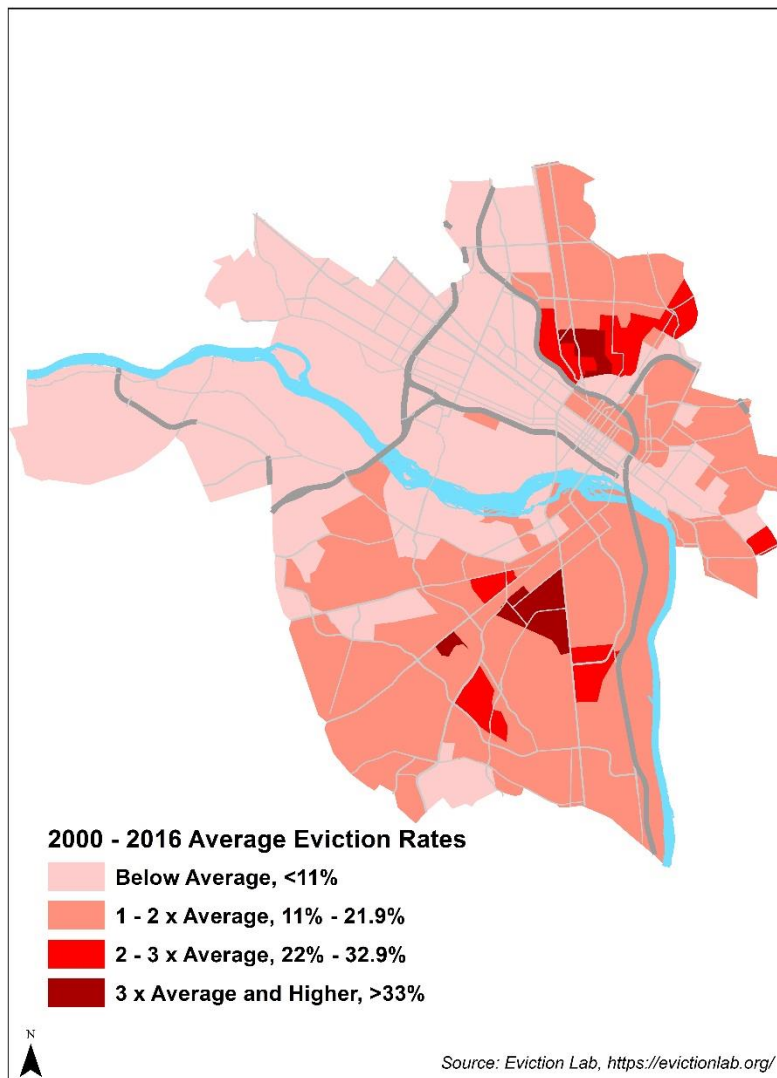 2000 - 2016 Average Eviction Rates
Below Average, <11%
1 - 2 x Average, 11% - 21.9%
2 - 3 x Average, 22% - 32.9%
3 x Average and Higher, >33%
N
Source: Eviction Lab, https://evictionlab.org/